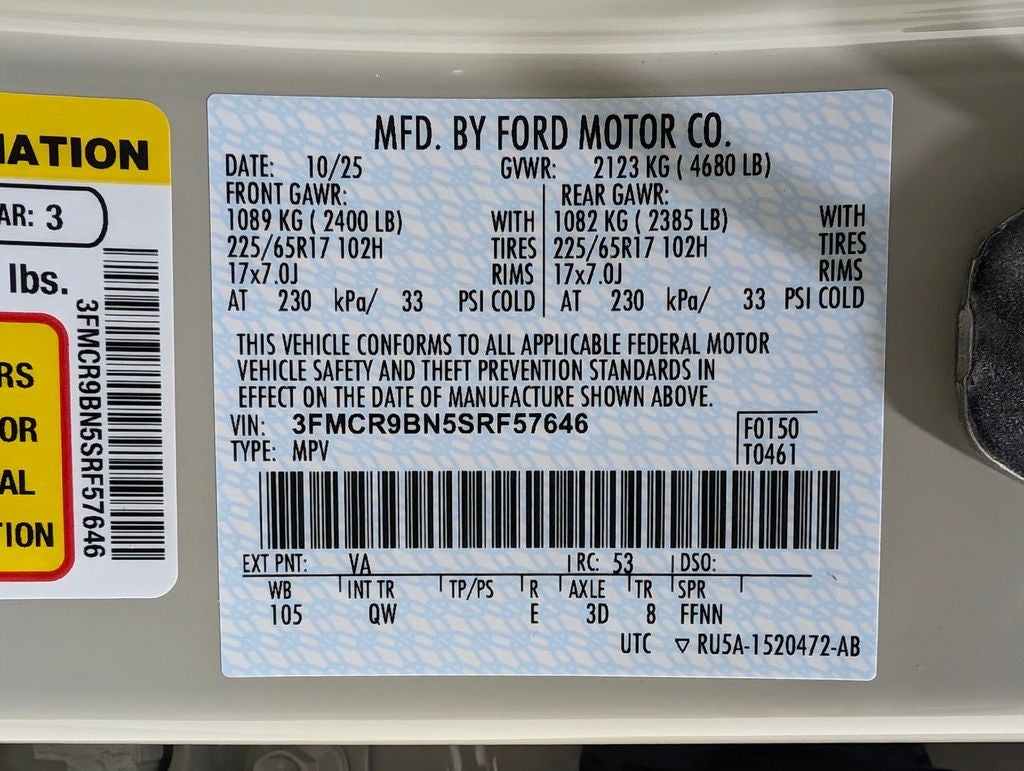 MATION
AR: 3
lbs.
3FMCR9BN5SRF57646
RS
OR
AL
TION
MFD. BY FORD MOTOR CO.
DATE: 10/25 GVWR: 2123 KG ( 4680 LB)
FRONT GAWR: REAR GAWR:
1089 KG ( 2400 LB) WITH 1082 KG ( 2385 LB) WITH
225/65R17 102H TIRES 225/65R17 102H TIRES
17x7.0J RIMS 17x7.0J RIMS
AT 230 kPa/ 33 PSI COLD AT 230 kPa/ 33 PSI COLD
THIS VEHICLE CONFORMS TO ALL APPLICABLE FEDERAL MOTOR
VEHICLE SAFETY AND THEFT PREVENTION STANDARDS IN
EFFECT ON THE DATE OF MANUFACTURE SHOWN ABOVE.
VIN: 3FMCR9BN5SRF57646
TYPE: MPV
F0150
T0461
EXT PNT: VA RC: 53 DSO:
WB INT TR TP/PS R AXLE TR SPR
105 QW E 3D 8 FFNN
UTC ▽ RU5A-1520472-AB